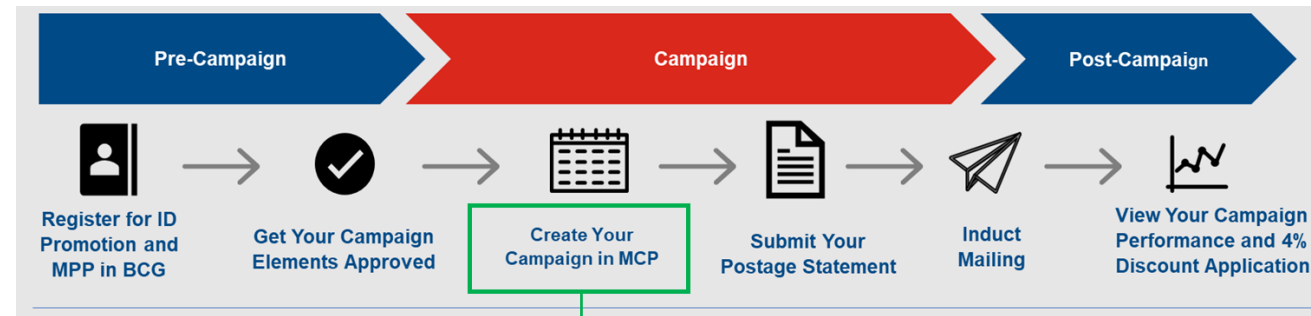 Pre-Campaign
Campaign
Post-Campaign
Register for ID
Promotion and
MPP in BCG
Get Your Campaign
Elements Approved
Create Your
Campaign in MCP
Submit Your
Postage Statement
Induct
Mailing
View Your Campaign
Performance and 4%
Discount Application